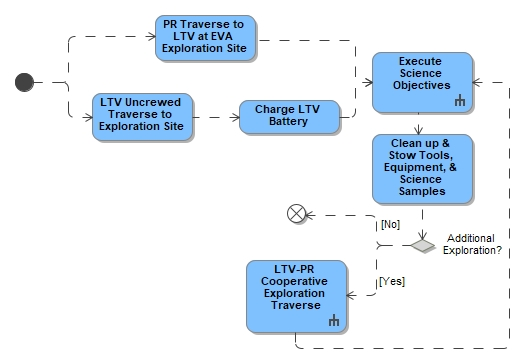 PR Traverse to
LTV at EVA
Exploration Site
LTV Uncrewed
Traverse to
Exploration Site
Charge LTV
Battery
Execute
Science
Objectives
Clean up &
Stow Tools,
Equipment, &
Science
Samples
[No]
Additional
Exploration?
[Yes]
LTV-PR
Cooperative
Exploration
Traverse